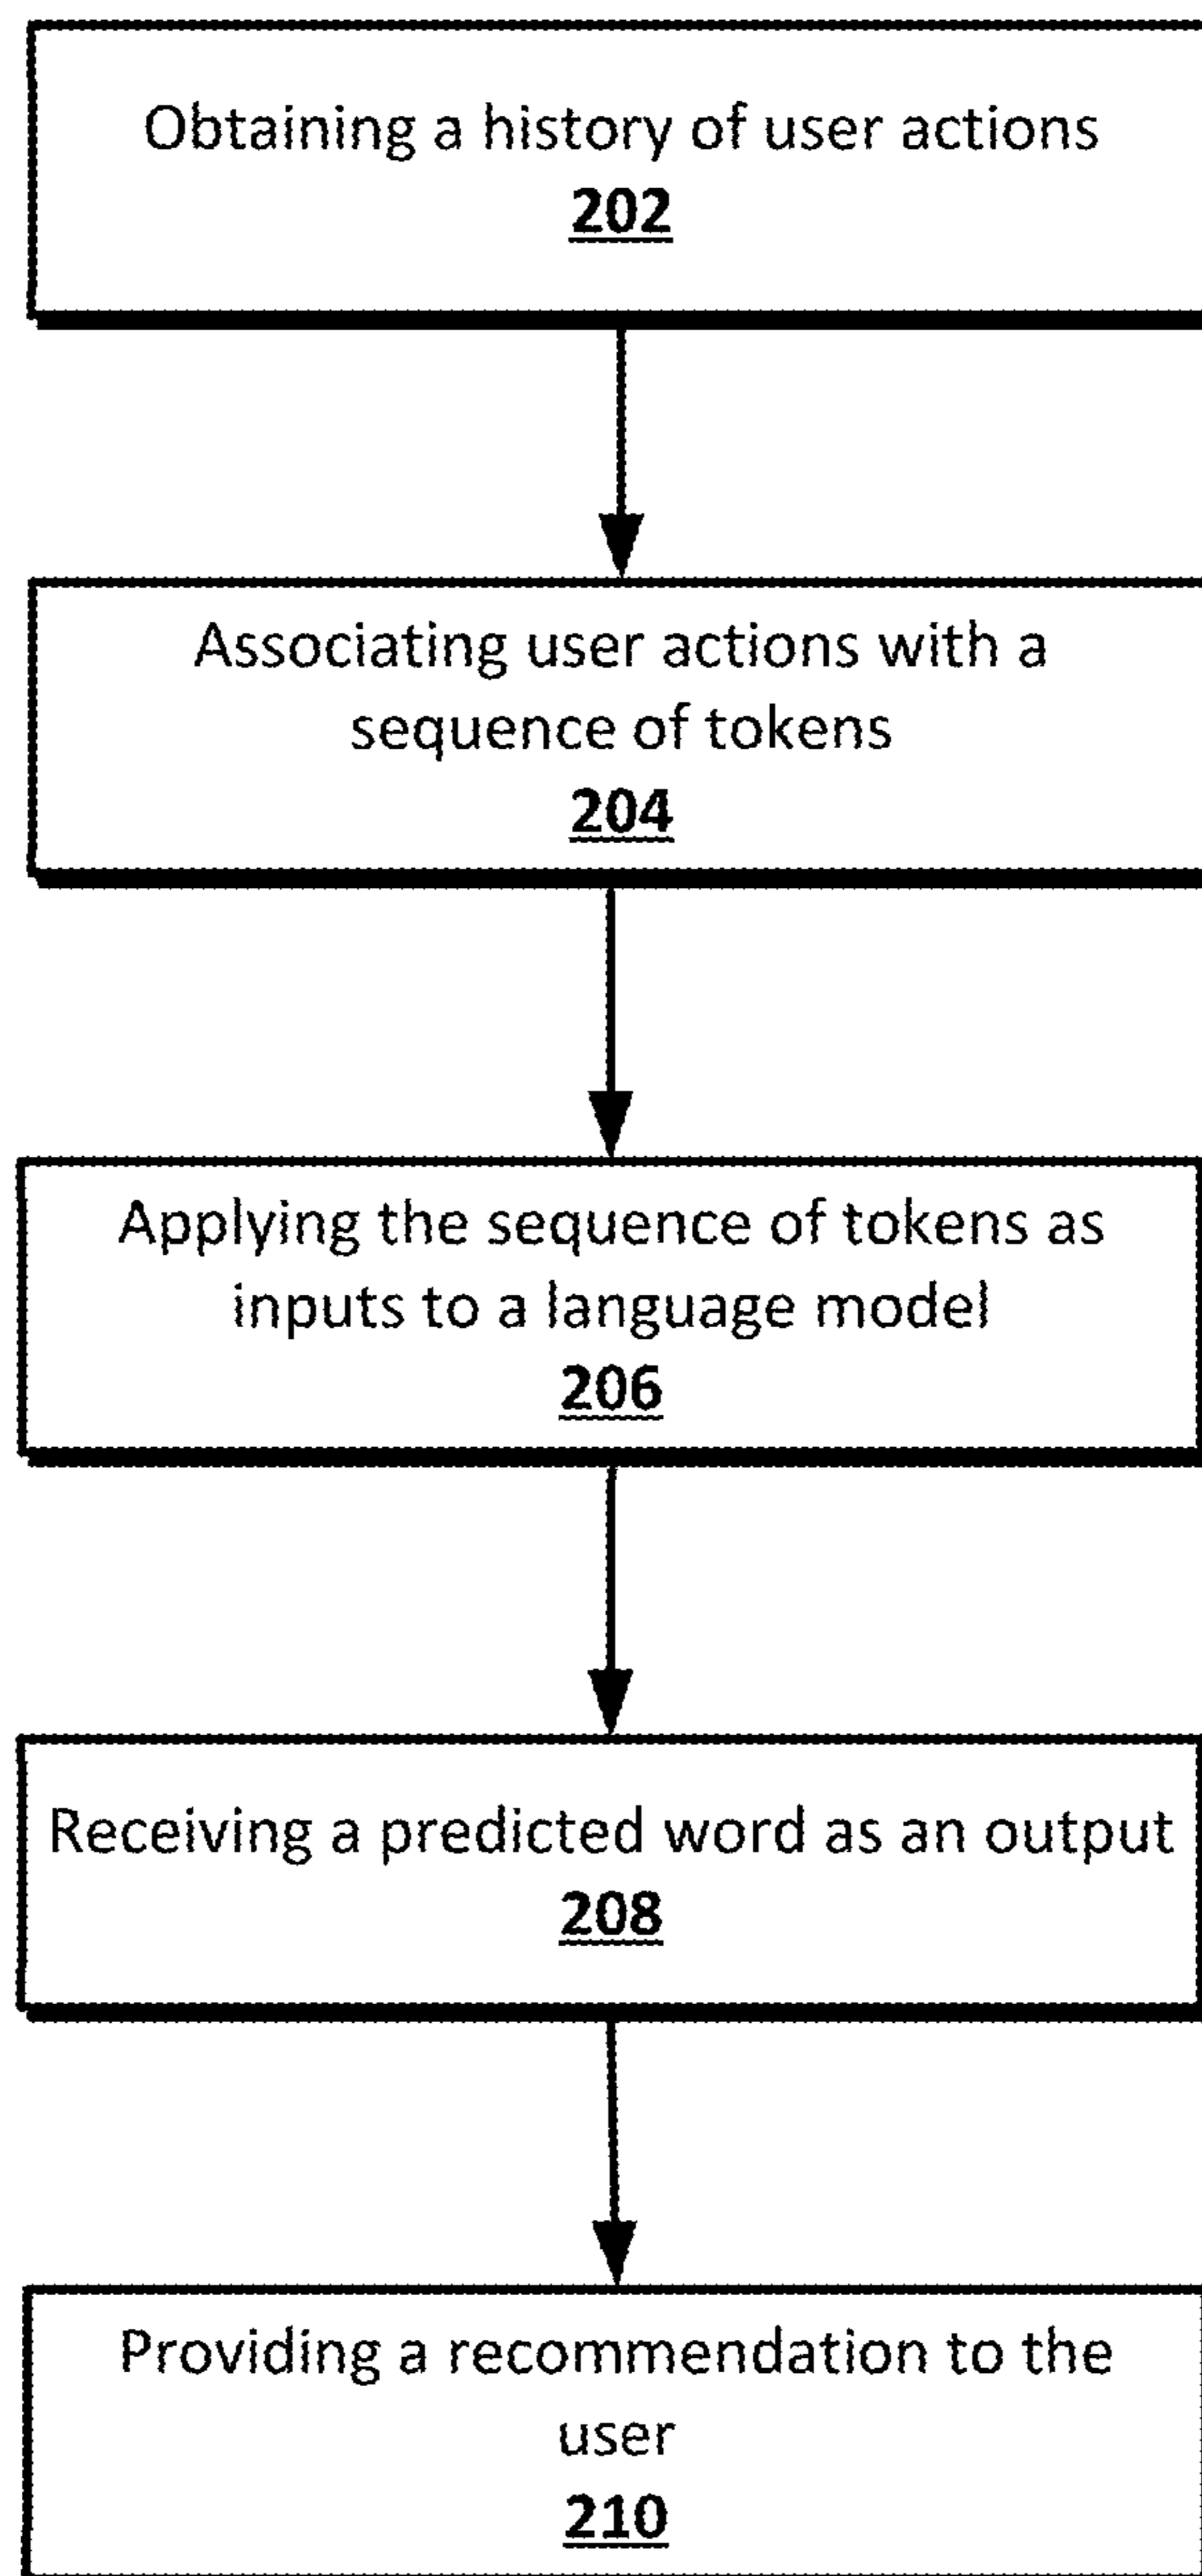 Obtaining a history of user actions
202
Associating user actions with a
sequence of tokens
204
Applying the sequence of tokens as
inputs to a language model
206
Receiving a predicted word as an output
208
Providing a recommendation to the
user
210